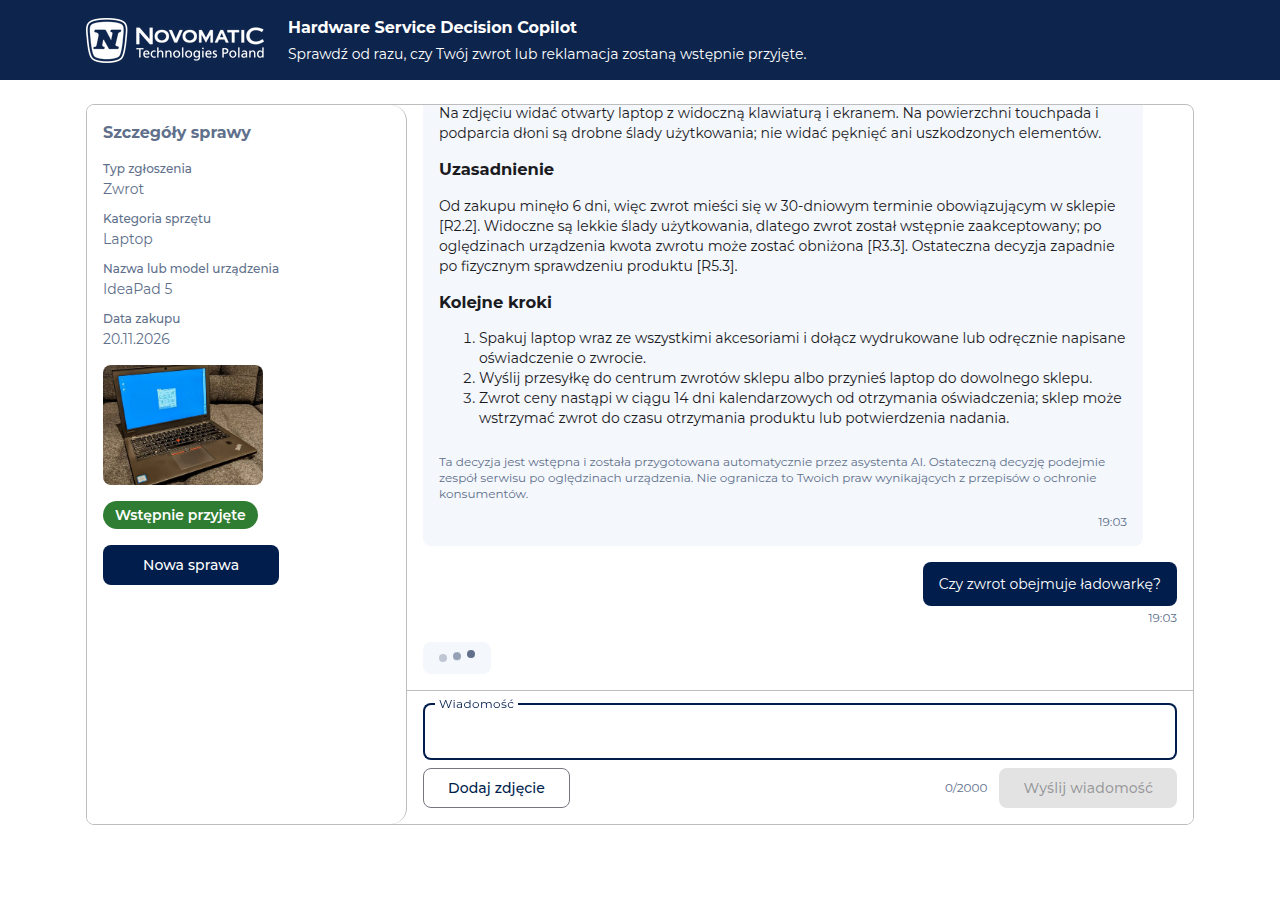 NOVOMATIC
Technologies Poland
Hardware Service Decision Copilot
Sprawdź od razu, czy Twój zwrot lub reklamacja zostaną wstępnie przyjęte.
Szczegóły sprawy
Typ zgłoszenia
Zwrot
Kategoria sprzętu
Laptop
Nazwa lub model urządzenia
IdeaPad 5
Data zakupu
20.11.2026
Wstępnie przyjęte
Nowa sprawa
Na zdjęciu widać otwarty laptop z widoczną klawiaturą i ekranem. Na powierzchni touchpada i
podparcia dłoni są drobne ślady użytkowania; nie widać pęknięć ani uszkodzonych elementów.
Uzasadnienie
Od zakupu minęło 6 dni, więc zwrot mieści się w 30-dniowym terminie obowiązującym w sklepie
[R2.2]. Widoczne są lekkie ślady użytkowania, dlatego zwrot został wstępnie zaakceptowany; po
oględzinach urządzenia kwota zwrotu może zostać obniżona [R3.3]. Ostateczna decyzja zapadnie
po fizycznym sprawdzeniu produktu [R5.3].
Kolejne kroki
1. Spakuj laptop wraz ze wszystkimi akcesoriami i dołącz wydrukowane lub odręcznie napisane
oświadczenie o zwrocie.
2. Wyślij przesyłkę do centrum zwrotów sklepu albo przynieś laptop do dowolnego sklepu.
3. Zwrot ceny nastąpi w ciągu 14 dni kalendarzowych od otrzymania oświadczenia; sklep może
wstrzymać zwrot do czasu otrzymania produktu lub potwierdzenia nadania.
Ta decyzja jest wstępna i została przygotowana automatycznie przez asystenta AI. Ostateczną decyzję podejmie
zespół serwisu po oględzinach urządzenia. Nie ogranicza to Twoich praw wynikających z przepisów o ochronie
konsumentów.
19:03
Czy zwrot obejmuje ładowarkę?
19:03
Wiadomość
Dodaj zdjęcie
0/2000
Wyślij wiadomość